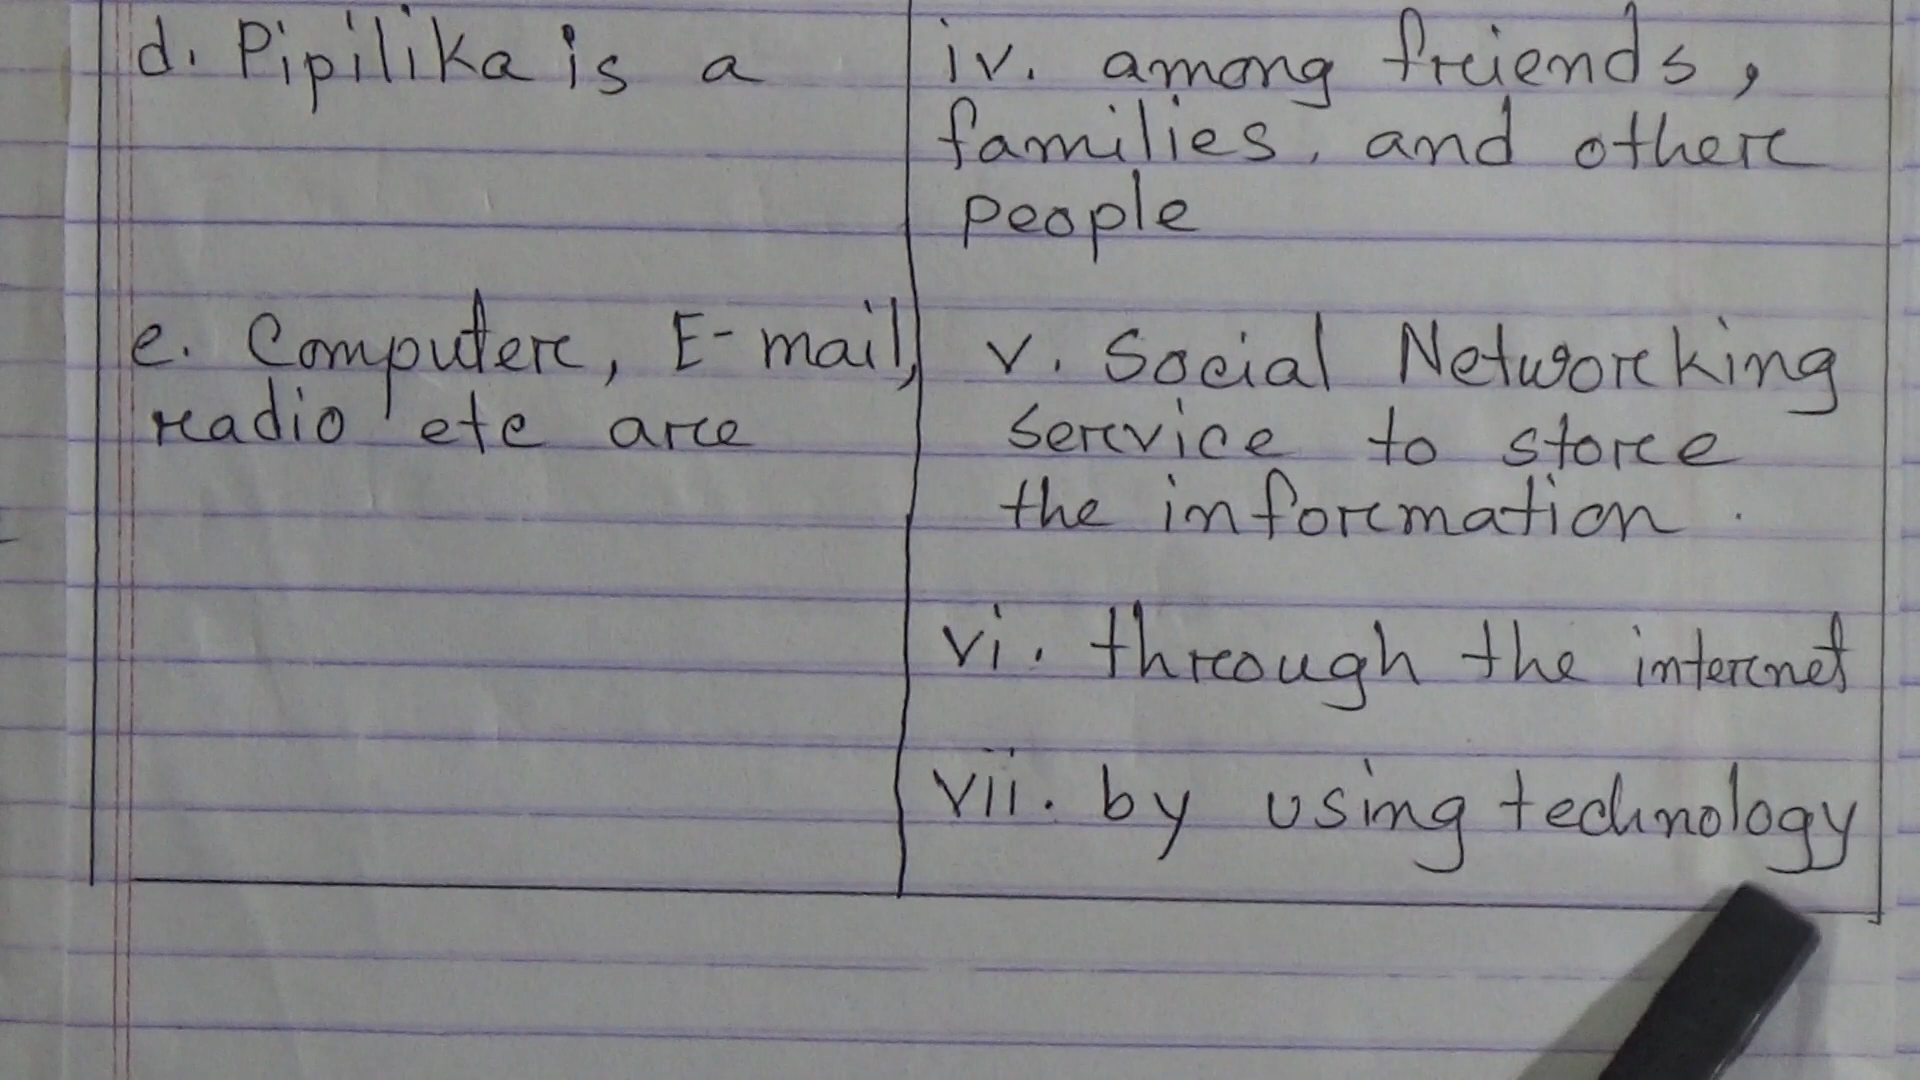 d. Pipilika is a
iv. among friends,
families, and other
people
e. Computer, E-mail,
radio etc are
v. Social Networking
service to store
the information.
vi. through the internet
vii. by using technology